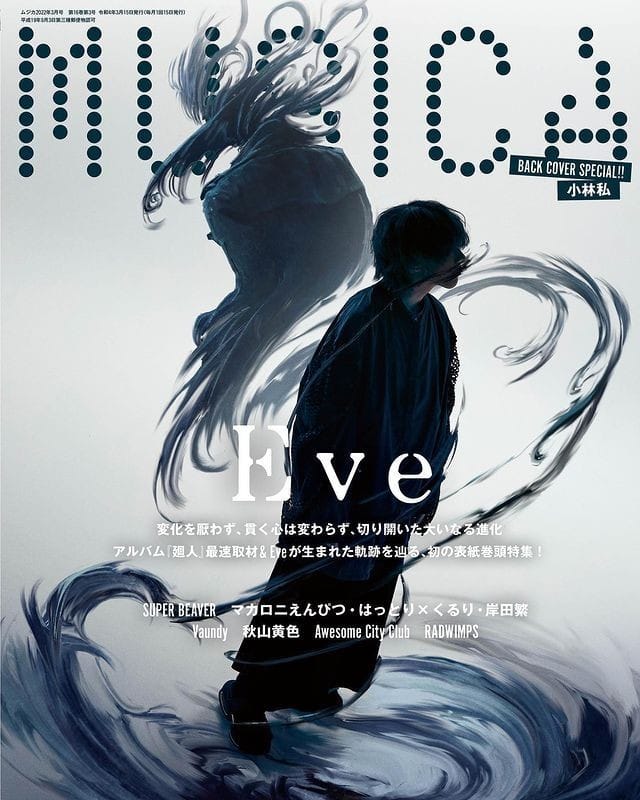 ムジカ2022年3月号 第16巻第3号 令和4年3月15日発行(毎月1回15日発行)
平成19年8月3日第三種郵便物認可
MUSICA
BACK COVER SPECIAL!!
小林私
Eve
変化を厭わず、貫く心は変わらず、切り開いた大いなる進化
アルバム『廻人』最速取材&Eveが生まれた軌跡を辿る、初の表紙巻頭特集！
SUPER BEAVER マカロニえんぴつ・はっとり×くるり・岸田繁
Vaundy 秋山黄色 Awesome City Club RADWIMPS